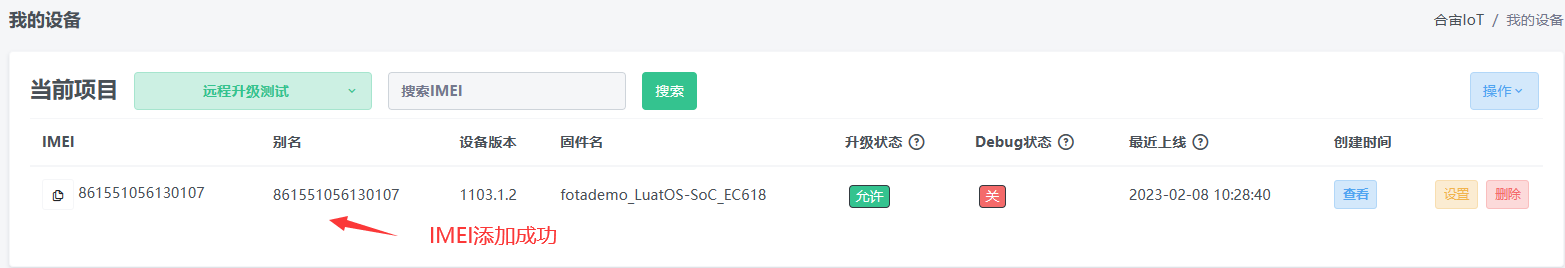 我的设备 合宙IoT / 我的设备
当前项目 远程升级测试 搜索IMEI 搜索 操作
IMEI 别名 设备版本 固件名 升级状态 ? Debug状态 ? 最近上线 ? 创建时间
861551056130107 861551056130107 1103.1.2 fotademo_LuatOS-SoC_EC618 允许 关 2023-02-08 10:28:40 查看 设置 删除
IMEI添加成功